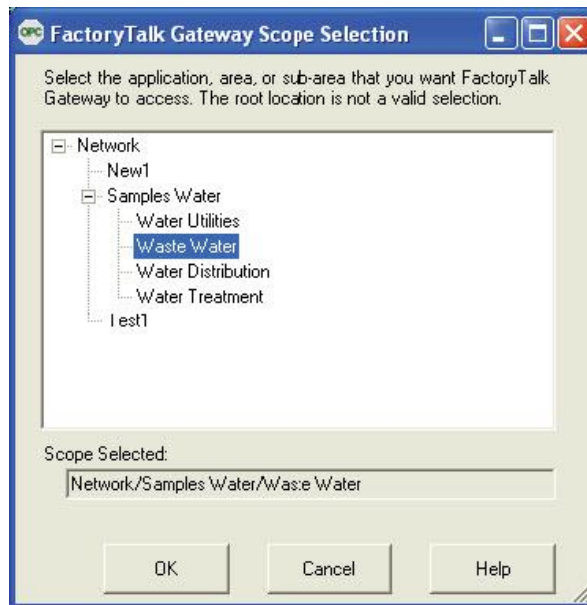 OPC FactoryTalk Gateway Scope Selection
Select the application, area, or sub-area that you want FactoryTalk
Gateway to access. The root location is not a valid selection.
Network
New1
Samples Water
Water Utilities
Waste Water
Water Distribution
Water Treatment
Test1
Scope Selected:
Network/Samples Water/Waste Water
OK Cancel Help